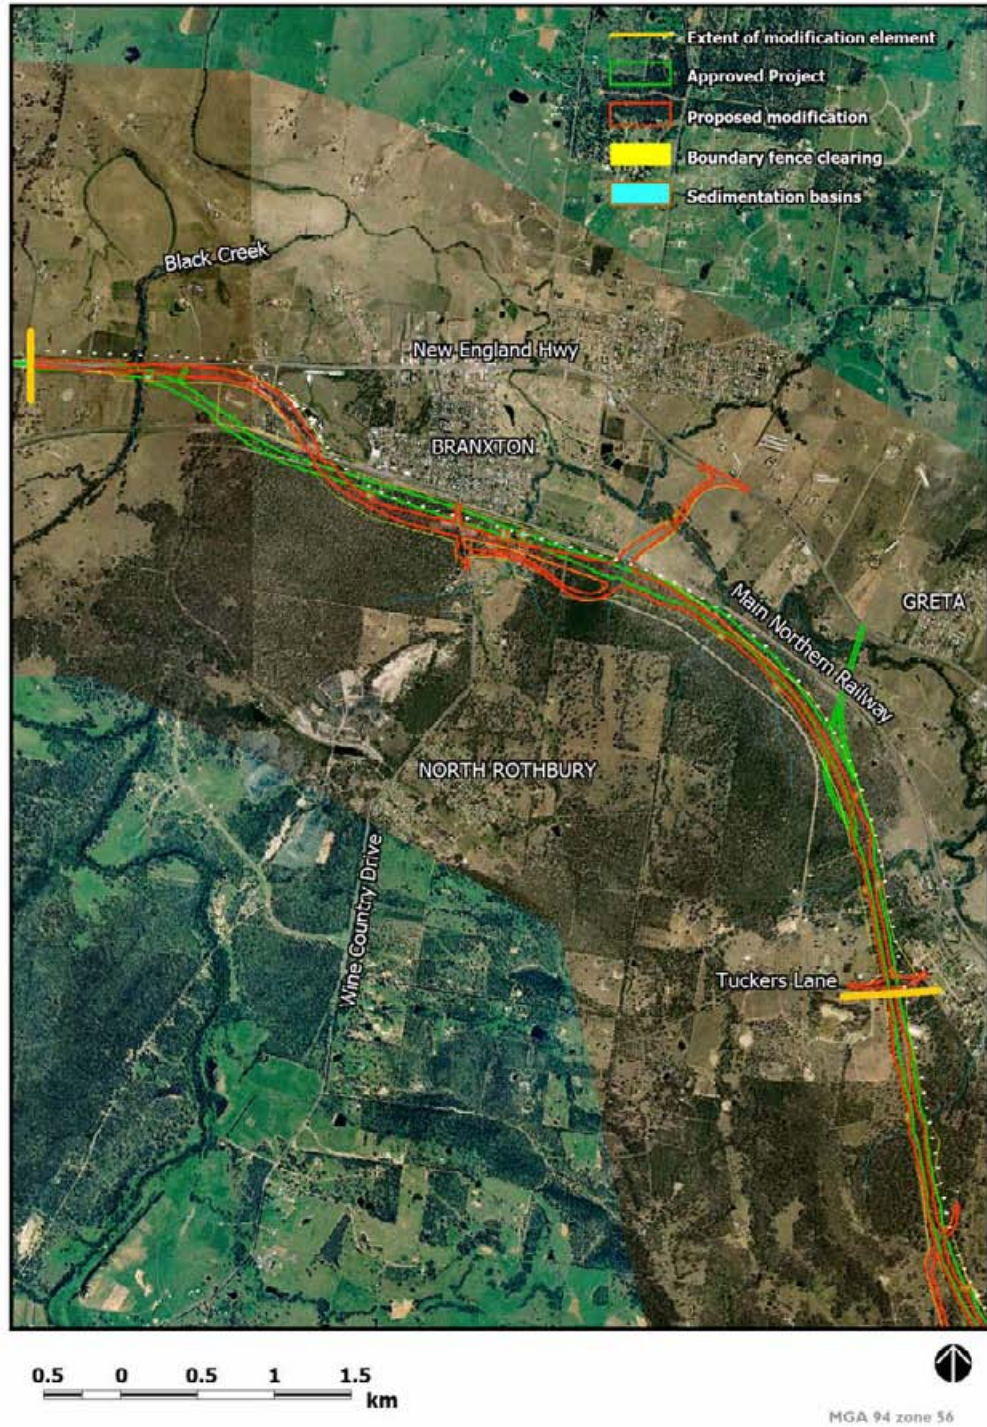 Extent of modification element
Approved Project
Proposed modification
Boundary fence clearing
Sedimentation basins
Black Creek
New England Hwy
BRANXTON
GRETA
Main Northern Railway
NORTH ROTHBURY
Wine Country Drive
Tuckers Lane
0.5 0 0.5 1 1.5
km
MGA 94 zone 56